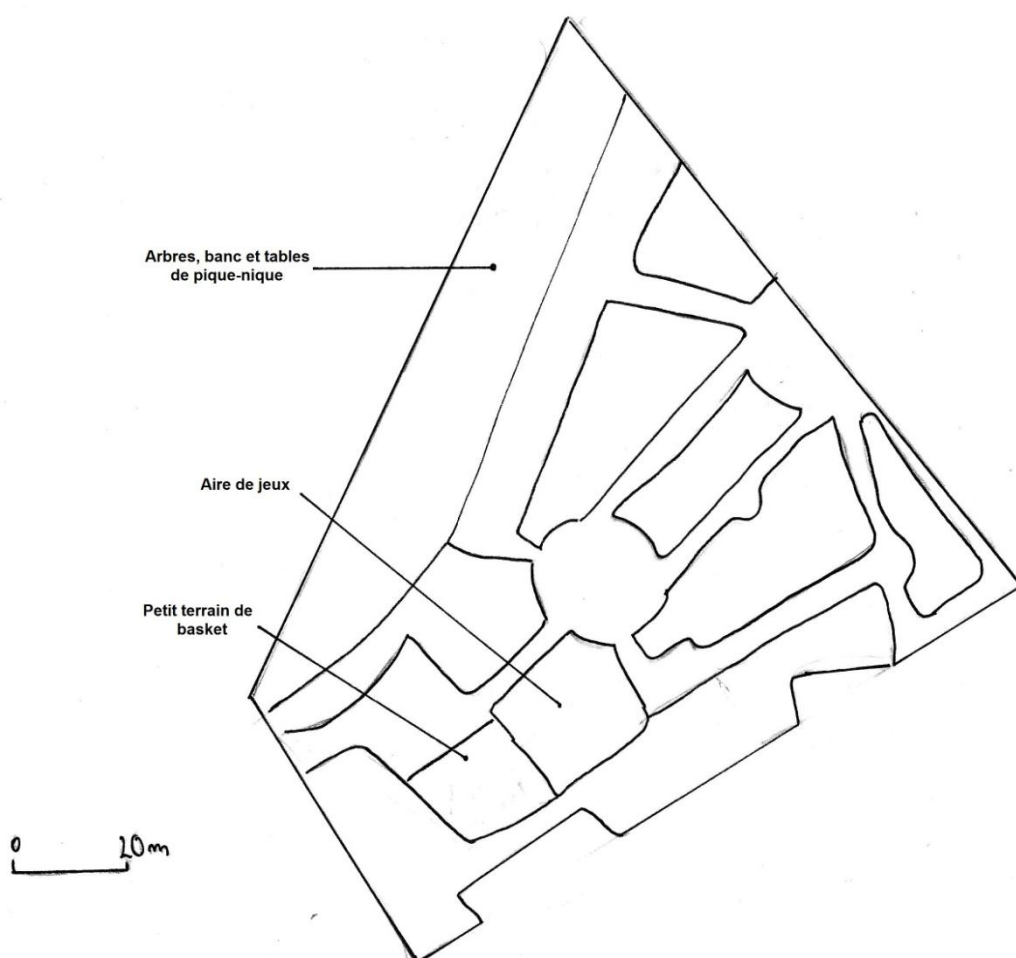 Arbres, banc et tables
de pique-nique
Aire de jeux
Petit terrain de
basket
0 20m